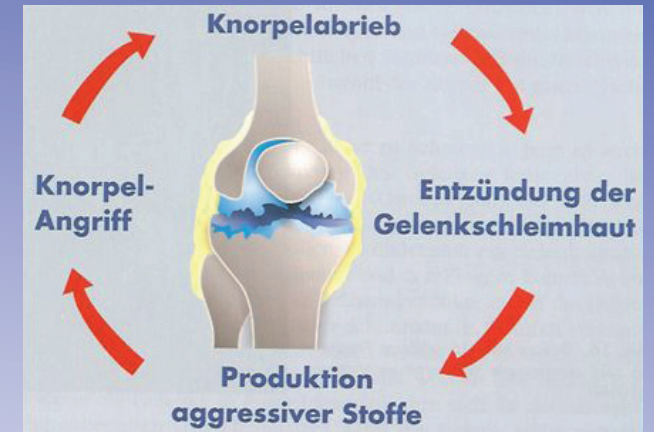 Knorpelabrieb
Entzündung der
Gelenkschleimhaut
Produktion
aggressiver Stoffe
Knorpel-
Angriff